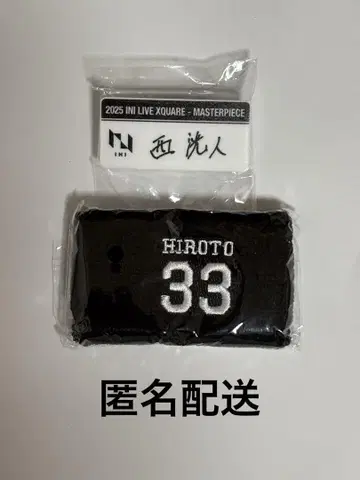 2025 INI LIVE XQUARE - MASTERPIECE
INI
西 洸人
HIROTO
33
匿名配送